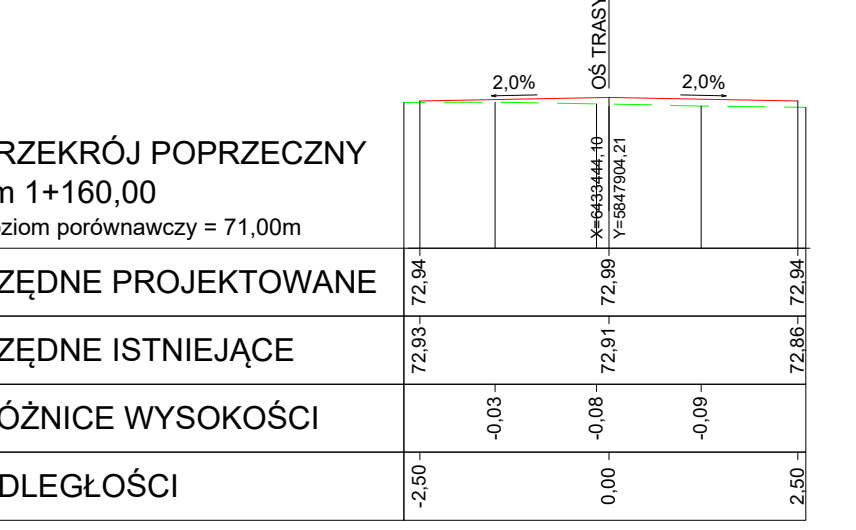 OŚ TRASY
2,0%
2,0%
X=6433444,10
Y=5847904,21
RZEKRÓJ POPRZECZNY
m 1+160,00
ziom porównawczy = 71,00m
ZĘDNE PROJEKTOWANE
72,94
72,99
72,94
ZĘDNE ISTNIEJĄCE
72,93
72,91
72,86
ÓŻNICE WYSOKOŚCI
-0,03
-0,08
-0,09
DLEGŁOŚCI
-2,50
0,00
2,50